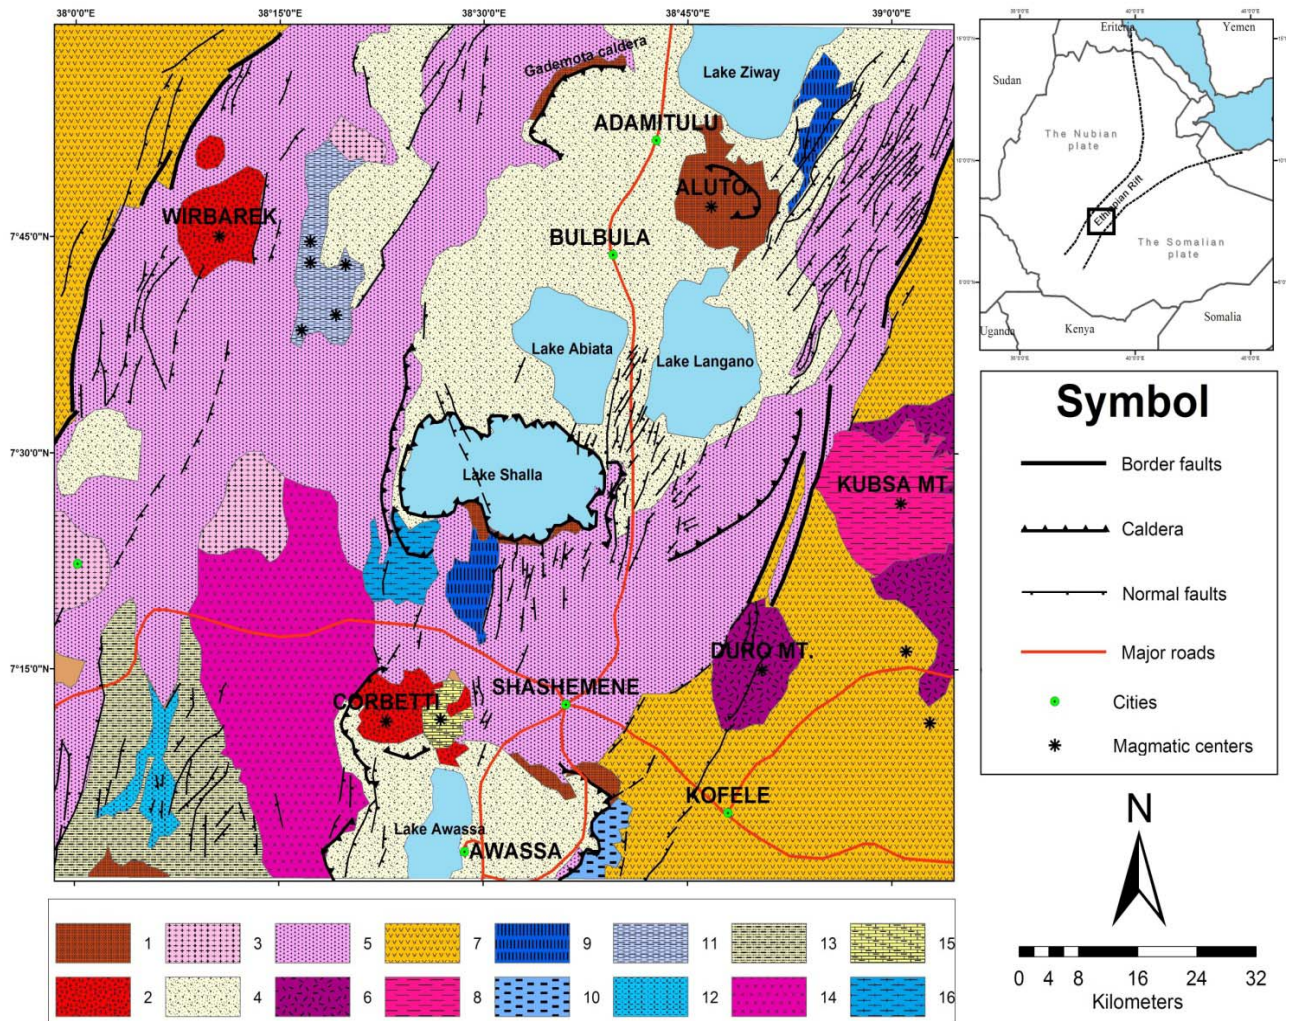 38°0'0"E 38°15'0"E 38°30'0"E 38°45'0"E 39°0'0"E
Gademota caldera
Lake Ziway
ADAMITULU
ALUTO
WIRBAREK
7°45'0"N
BULBULA
Lake Abiata
Lake Langano
7°30'0"N
Lake Shalla
KUBSA MT.
7°15'0"N
DURO MT.
SHASHEMENE
CORBETTI
KOFELE
Lake Awassa
AWASSA
Eriteria
Yemen
Sudan
The Nubian
plate
Ethiopian Rift
The Somalian
plate
Uganda
Kenya
Somalia
Symbol
Border faults
Caldera
Normal faults
Major roads
Cities
Magmatic centers
N
0 2 4 6 8 16 24 32
Kilometers
1 3 5 7 9 11 13 15
2 4 6 8 10 12 14 16